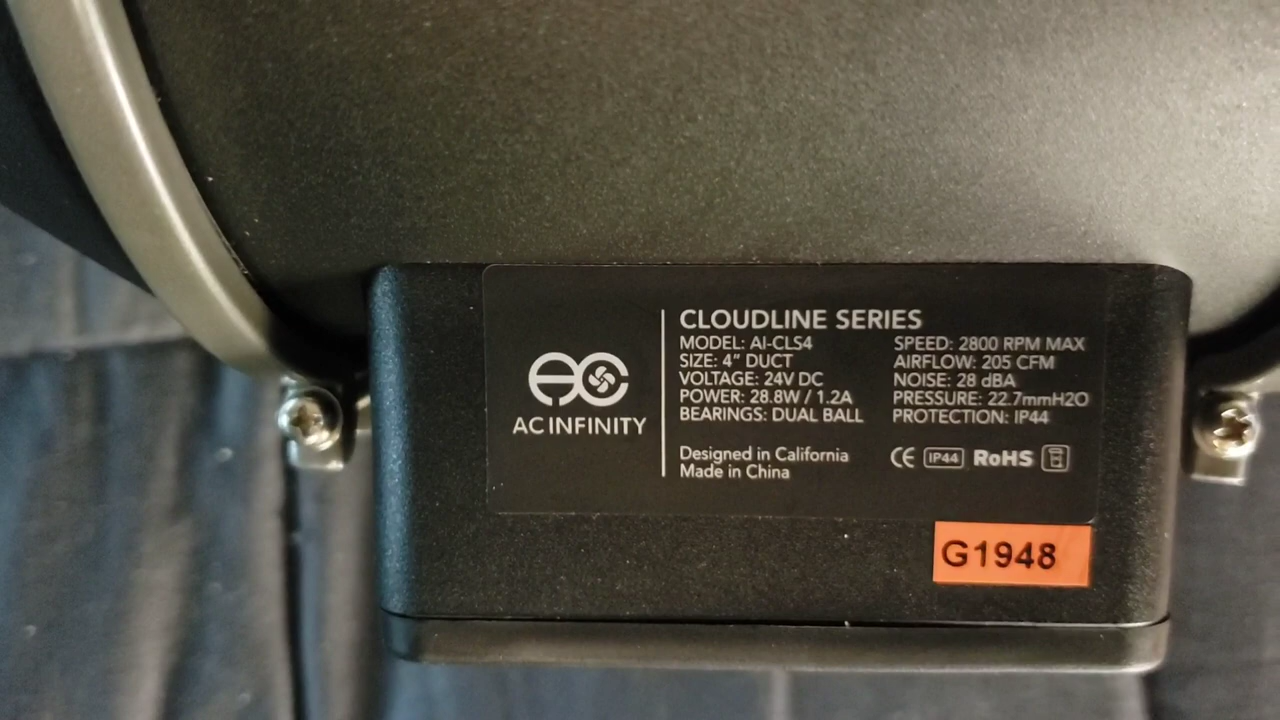 CLOUDLINE SERIES
MODEL: AI-CLS4
SIZE: 4" DUCT
VOLTAGE: 24V DC
POWER: 28.8W / 1.2A
BEARINGS: DUAL BALL
SPEED: 2800 RPM MAX
AIRFLOW: 205 CFM
NOISE: 28 dBA
PRESSURE: 22.7mmH2O
PROTECTION: IP44
AC INFINITY
Designed in California
Made in China
CE IP44 RoHS
G1948